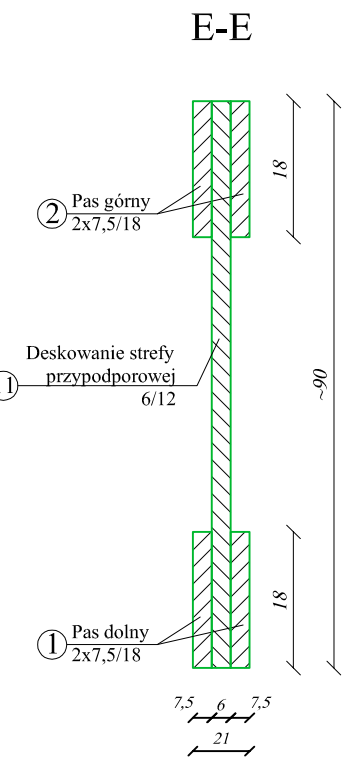 E-E
18
2 Pas górny
2x7,5/18
Deskowanie strefy
przypodporowej
11
6/12
~90
18
1 Pas dolny
2x7,5/18
7,5 6 7,5
21